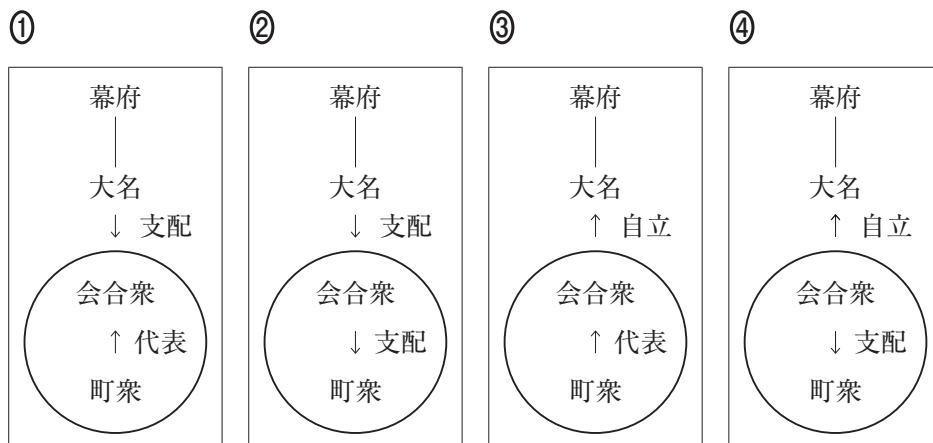 ①
幕府
大名
↓ 支配
会合衆
↑ 代表
町衆
②
幕府
大名
↓ 支配
会合衆
↓ 支配
町衆
③
幕府
大名
↑ 自立
会合衆
↑ 代表
町衆
④
幕府
大名
↑ 自立
会合衆
↓ 支配
町衆